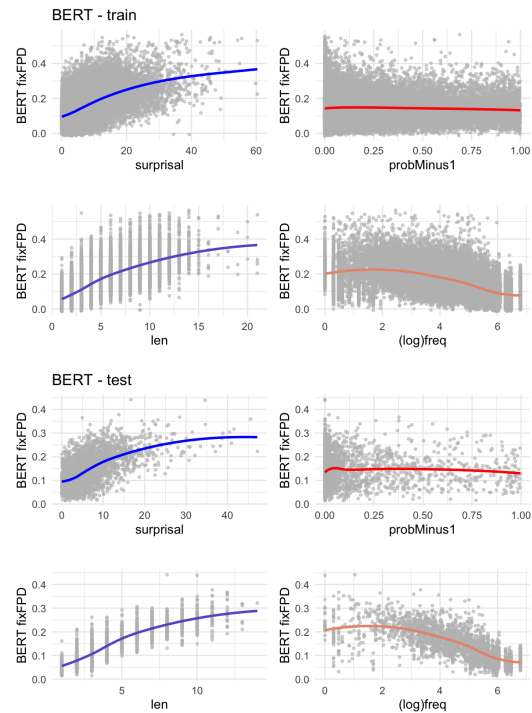 BERT - train
BERT fixFPD
0.4
0.2
0.0
0 20 40 60
surprisal
BERT fixFPD
0.4
0.2
0.0
0.00 0.25 0.50 0.75 1.00
probMinus1
BERT fixFPD
0.4
0.2
0.0
0 5 10 15 20
len
BERT fixFPD
0.4
0.2
0.0
0 2 4 6
(log)freq
BERT - test
BERT fixFPD
0.4
0.3
0.2
0.1
0.0
0 10 20 30 40
surprisal
BERT fixFPD
0.4
0.3
0.2
0.1
0.0
0.00 0.25 0.50 0.75 1.00
probMinus1
BERT fixFPD
0.4
0.3
0.2
0.1
0.0
5 10
len
BERT fixFPD
0.4
0.3
0.2
0.1
0.0
0 2 4 6
(log)freq